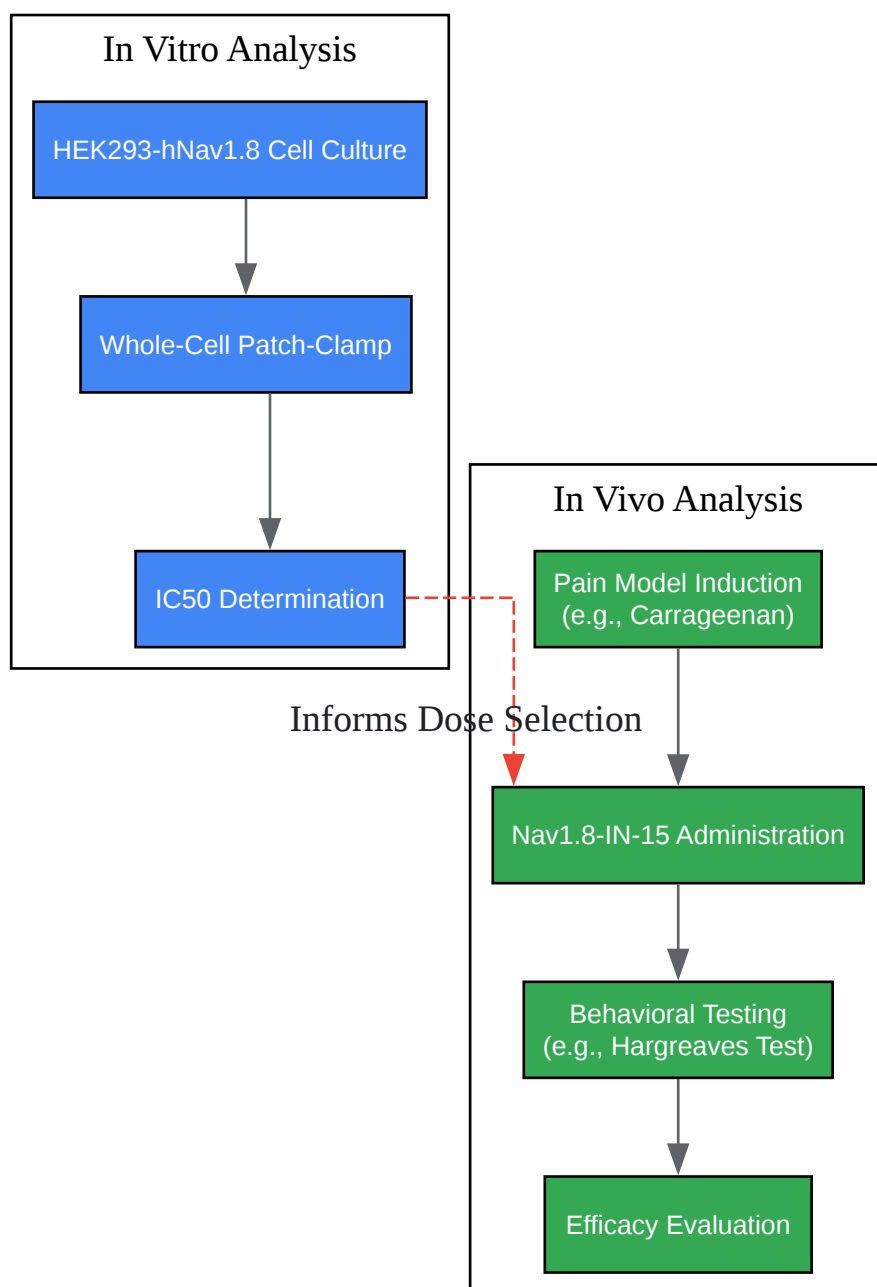 In Vitro Analysis
HEK293-hNav1.8 Cell Culture
Whole-Cell Patch-Clamp
IC50 Determination
Informs Dose Selection
In Vivo Analysis
Pain Model Induction
(e.g., Carrageenan)
Nav1.8-IN-15 Administration
Behavioral Testing
(e.g., Hargreaves Test)
Efficacy Evaluation